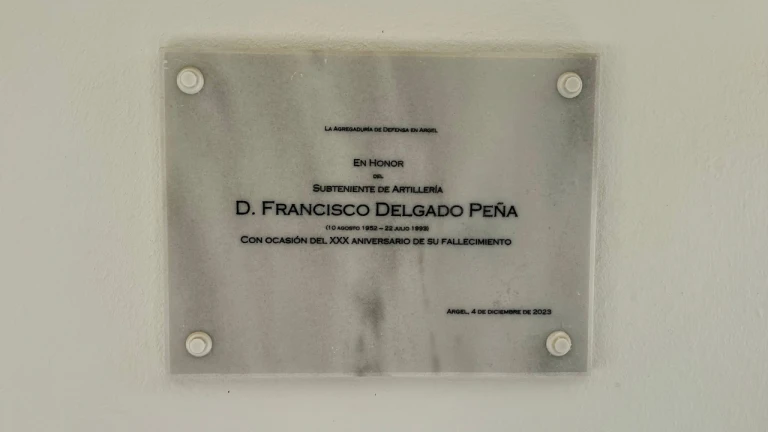 La Agregaduría de Defensa en Argel
En Honor
del
Subteniente de Artillería
D. Francisco Delgado Peña
(10 agosto 1952 – 22 julio 1993)
Con ocasión del XXX aniversario de su fallecimiento
Argel, 4 de diciembre de 2023